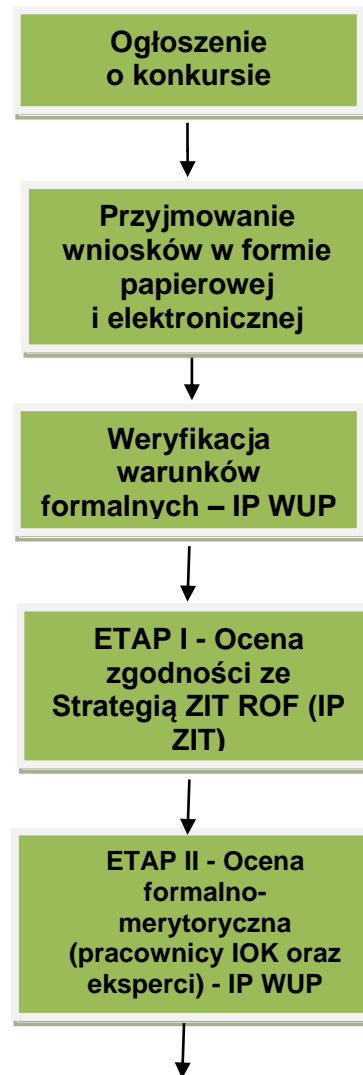 Ogłoszenie
o konkursie
Przyjmowanie
wniosków w formie
papierowej
i elektronicznej
Weryfikacja
warunków
formalnych – IP WUP
ETAP I - Ocena
zgodności ze
Strategią ZIT ROF (IP
ZIT)
ETAP II - Ocena
formalno-
merytoryczna
(pracownicy IOK oraz
eksperci) - IP WUP